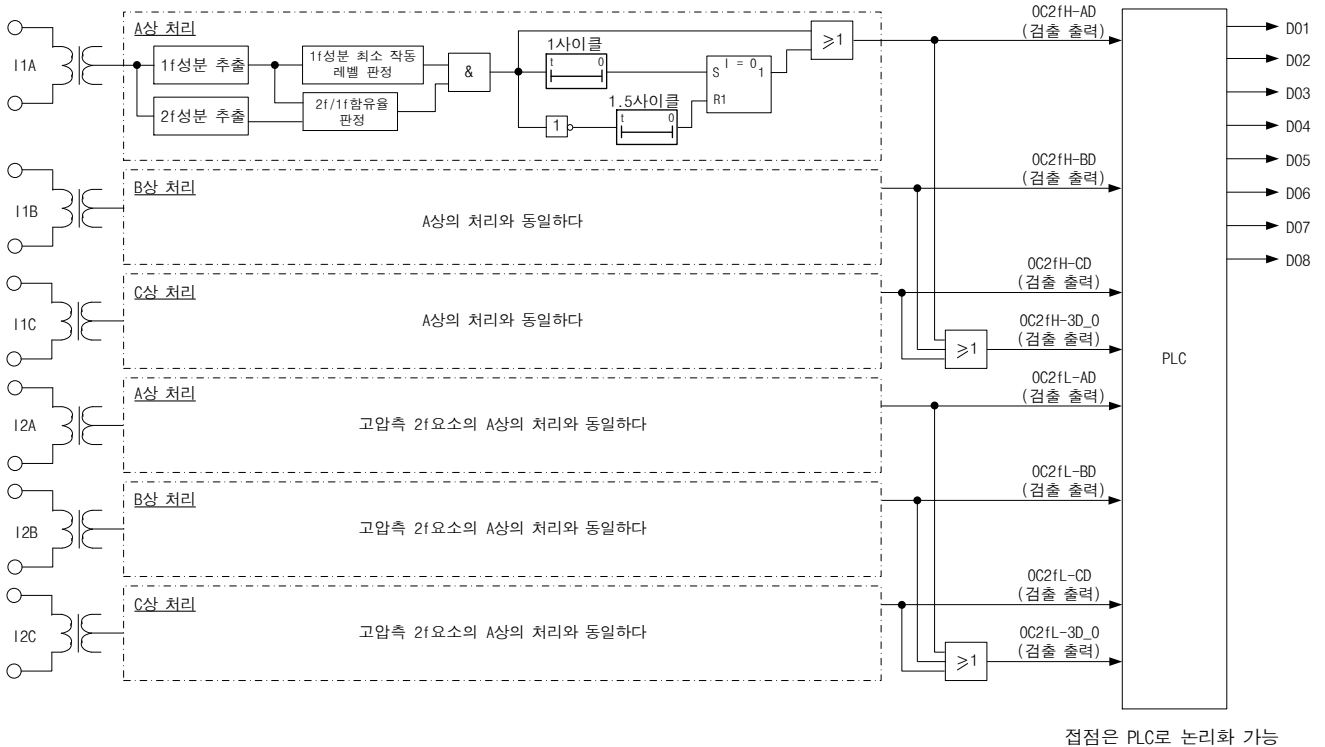 A상 처리
I1A
1f성분 추출
2f성분 추출
1f성분 최소 작동
레벨 판정
2f/1f함유율
판정
&
1사이클
t 0
1
1.5사이클
t 0
S I = 0 1
R1
≥1
OC2fH-AD
(검출 출력)
I1B
B상 처리
A상의 처리와 동일하다
OC2fH-BD
(검출 출력)
I1C
C상 처리
A상의 처리와 동일하다
OC2fH-CD
(검출 출력)
≥1
OC2fH-3D_O
(검출 출력)
I2A
A상 처리
고압측 2f요소의 A상의 처리와 동일하다
OC2fL-AD
(검출 출력)
I2B
B상 처리
고압측 2f요소의 A상의 처리와 동일하다
OC2fL-BD
(검출 출력)
I2C
C상 처리
고압측 2f요소의 A상의 처리와 동일하다
OC2fL-CD
(검출 출력)
≥1
OC2fL-3D_O
(검출 출력)
PLC
DO1
DO2
DO3
DO4
DO5
DO6
DO7
DO8
접점은 PLC로 논리화 가능